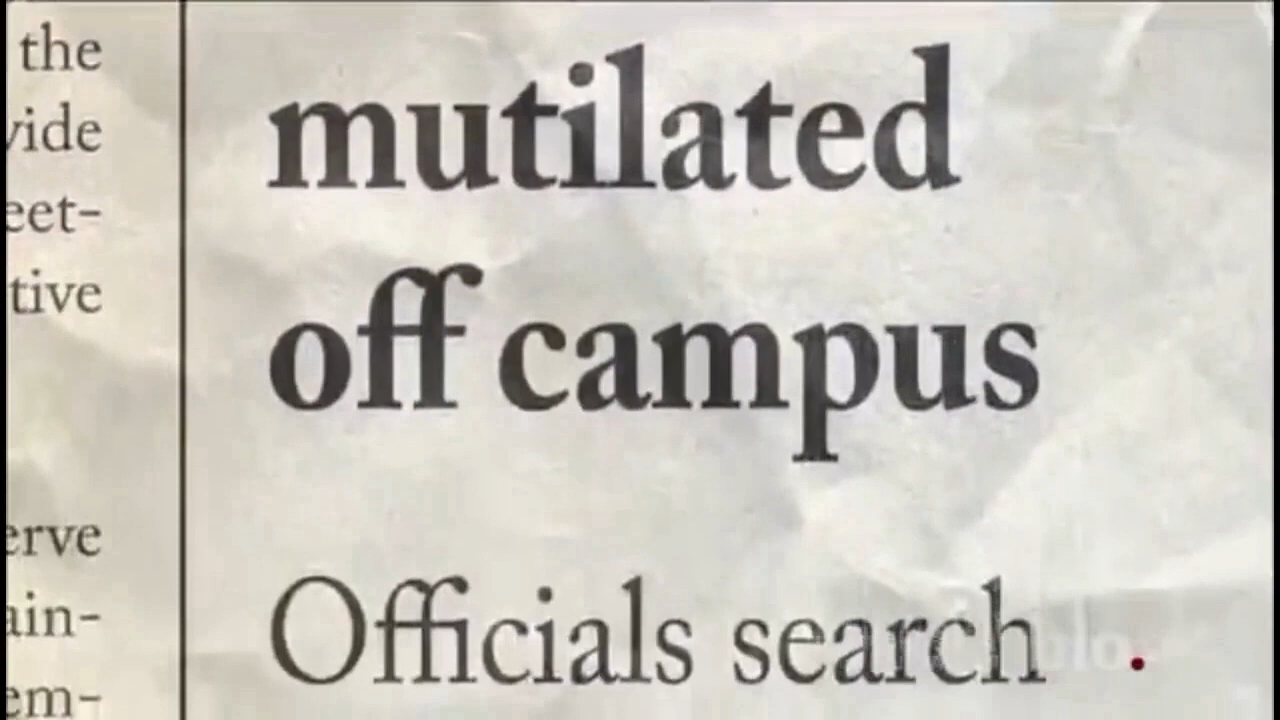 the
vide
eet-
tive
erve
ain-
em-
mutilated
off campus
Officials search